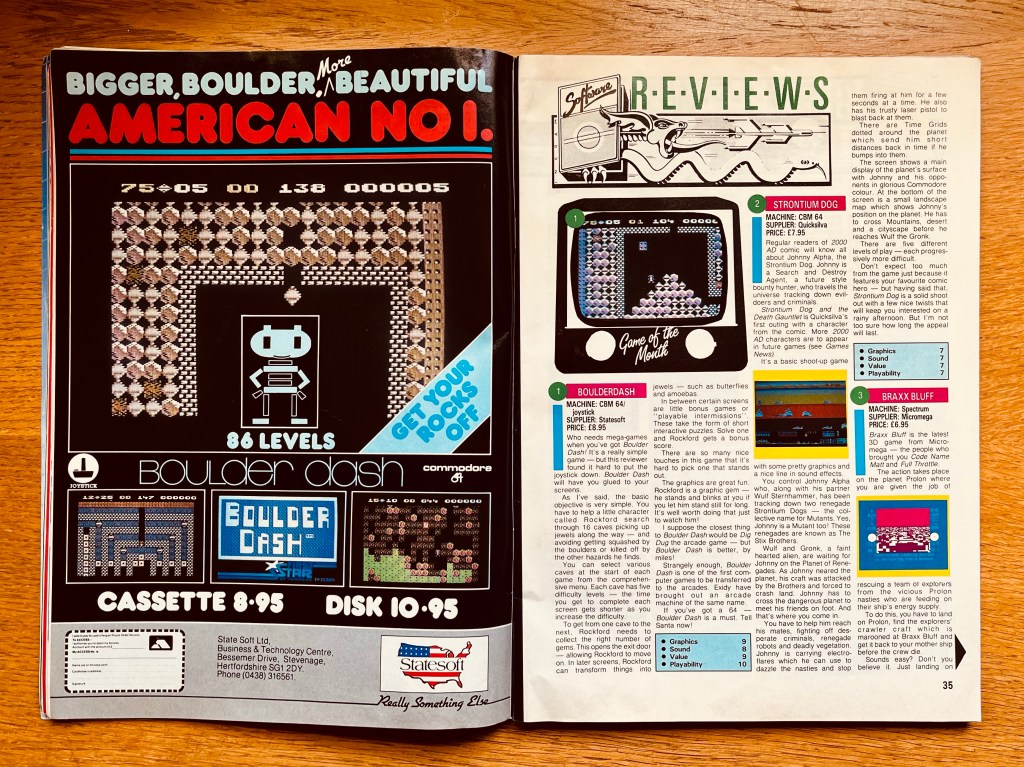 BIGGER, BOULDER, More BEAUTIFUL
AMERICAN NO 1.
75 05 00 138 000005
86 LEVELS
GET YOUR
ROCKS
OFF
JOYSTICK
BOULDER dash
commodore
64
12 25 00 147 000000
BOULDER
DASH
STAR
15 10 00 644 000000
CASSETTE 8·95
DISK 10·95
State Soft Ltd,
Business & Technology Centre,
Bessemer Drive, Stevenage,
Hertfordshire SG1 2DY.
Phone (0438) 316561.
Statesoft
Really Something Else
Software
R·E·V·I·E·W·S
1
75 05 01 104 00000
Game of the
Month
1 BOULDERDASH
MACHINE: CBM 64/
joystick
SUPPLIER: Statesoft
PRICE: £8.95
Who needs mega-games
when you've got Boulder
Dash! It's a really simple
game — but this reviewer
found it hard to put the
joystick down. Boulder Dash
will have you glued to your
screens.
As I've said, the basic
objective is very simple. You
have to help a little character
called Rockford search
through 16 caves picking up
jewels along the way — and
avoiding getting squashed by
the boulders or killed off by
the other hazards he finds.
You can select various
caves at the start of each
game from the comprehen-
sive menu. Each cave has five
difficulty levels — the time
you get to complete each
screen gets shorter as you
increase the difficulty.
To get from one cave to the
next, Rockford needs to
collect the right number of
gems. This opens the exit door
— allowing Rockford to move
on. In later screens, Rockford
can transform things into
jewels — such as butterflies
and amoebas.
In between certain screens
are little bonus games or
"playable intermissions".
These take the form of short
interactive puzzles. Solve one
and Rockford gets a bonus
score.
There are so many nice
touches in this game that it's
hard to pick one that stands
out.
The graphics are great fun.
Rockford is a graphic gem —
he stands and blinks at you if
you let him stand still for long.
It's well worth doing that just
to watch him!
I suppose the closest thing
to Boulder Dash would be Dig
Dug the arcade game — but
Boulder Dash is better, by
miles!
Strangely enough, Boulder
Dash is one of the first com-
puter games to be transferred
to the arcades. Exidy have
brought out an arcade
machine of the same name.
If you've got a 64 —
Boulder Dash is a must. Tell
Santa now!
Graphics 9
Sound 8
Value 9
Playability 10
2 STRONTIUM DOG
MACHINE: CBM 64
SUPPLIER: Quicksilva
PRICE: £7.95
Regular readers of 2000
AD comic will know all
about Johnny Alpha, the
Strontium Dog. Johnny is
a Search and Destroy
Agent, a future style
bounty hunter, who travels the
universe tracking down evil-
doers and criminals.
Strontium Dog and the
Death Gauntlet is Quicksilva's
first outing with a character
from the comic. More 2000
AD characters are to appear
in future games (see Games
News).
It's a basic shoot-up game
with some pretty graphics and
a nice line in sound effects.
You control Johnny Alpha
who, along with his partner
Wulf Sternhammer, has been
tracking down two renegade
Strontium Dogs — the col-
lective name for Mutants. Yes,
Johnny is a Mutant too! These
renegades are known as The
Stix Brothers.
Wulf and Gronk, a faint
hearted alien, are waiting for
Johnny on the Planet of Rene-
gades. As Johnny neared the
planet, his craft was attacked
by the Brothers and forced to
crash land. Johnny has to
cross the dangerous planet to
meet his friends on foot. And
that's where you come in.
You have to help him reach
his mates, fighting off des-
perate criminals, renegade
robots and deadly vegetation.
Johnny is carrying electro-
flares which he can use to
dazzle the nasties and stop
them firing at him for a few
seconds at a time. He also
has his trusty laser pistol to
blast back at them.
There are Time Grids
dotted around the planet
which send him short
distances back in time if he
bumps into them.
The screen shows a main
display of the planet's surface
with Johnny and his oppo-
nents in glorious Commodore
colour. At the bottom of the
screen is a small landscape
map which shows Johnny's
position on the planet. He has
to cross Mountains, desert
and a cityscape before he
reaches Wulf the Gronk.
There are five different
levels of play — each progres-
sively more difficult.
Don't expect too much
from the game just because it
features your favourite comic
hero — but having said that,
Strontium Dog is a solid shoot
out with a few nice twists that
will keep you interested on a
rainy afternoon. But I'm not
too sure how long the appeal
will last.
Graphics 7
Sound 7
Value 7
Playability 7
3 BRAXX BLUFF
MACHINE: Spectrum
SUPPLIER: Micromega
PRICE: £6.95
Braxx Bluff is the latest
3D game from Micro-
mega — the people who
brought you Code Name
Matt and Full Throttle.
The action takes place
on the planet Prolon where
you are given the job of
rescuing a team of explorers
from the vicious Prolon
nasties who are feeding on
their ship's energy supply.
To do this, you have to land
on Prolon, find the explorers'
crawler craft which is
marooned at Braxx Bluff and
get it back to your mother ship
before the crew die.
Sounds easy? Don't you
believe it. Just landing on
35